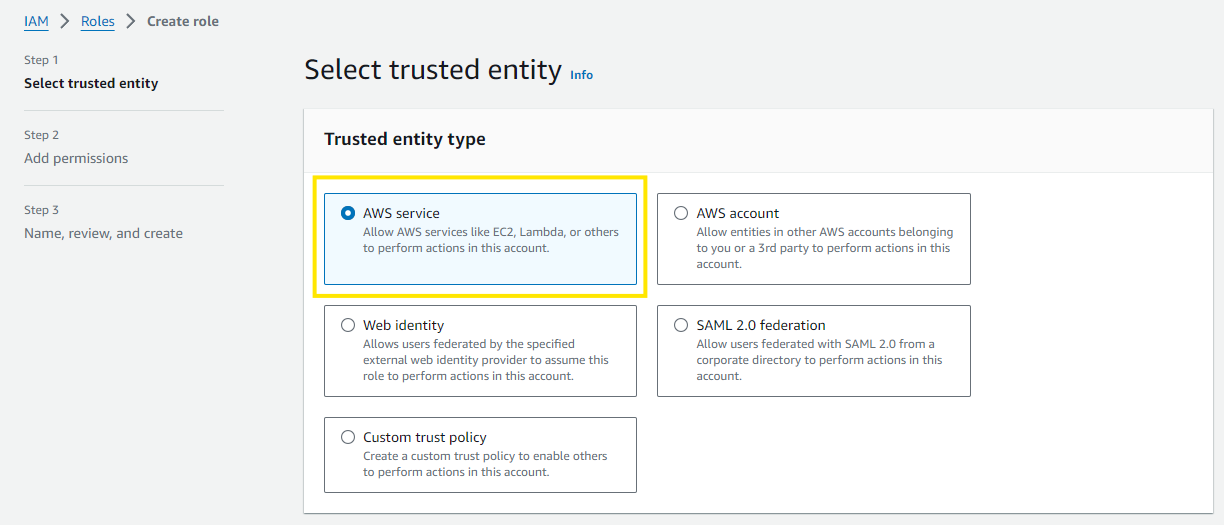 IAM > Roles > Create role
Step 1
Select trusted entity
Step 2
Add permissions
Step 3
Name, review, and create
Select trusted entity Info
Trusted entity type
AWS service
Allow AWS services like EC2, Lambda, or others
to perform actions in this account.
AWS account
Allow entities in other AWS accounts belonging
to you or a 3rd party to perform actions in this
account.
Web identity
Allows users federated by the specified
external web identity provider to assume this
role to perform actions in this account.
SAML 2.0 federation
Allow users federated with SAML 2.0 from a
corporate directory to perform actions in this
account.
Custom trust policy
Create a custom trust policy to enable others
to perform actions in this account.